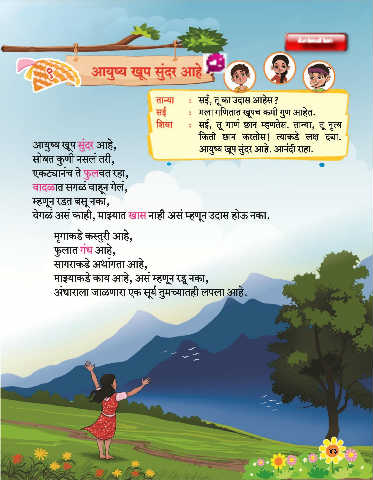 ९
आयुष्य खूप सुंदर आहे
तान्या : सई, तू का उदास आहेस ?
सई : मला गणितात खूपच कमी गुण आहेत.
शिवा : सई, तू गाणं छान म्हणतेस. तान्या, तू नृत्य
किती छान करतेस! त्याकडे लक्ष द्या.
आयुष्य खूप सुंदर आहे. आनंदी राहा.
आयुष्य खूप सुंदर आहे,
सोबत कुणी नसलं तरी,
एकट्यानंच ते फुलवत रहा,
वादळात सगळं वाहून गेलं,
म्हणून रडत बसू नका,
वेगळं असं काही, माझ्यात खास नाही असं म्हणून उदास होऊ नका.
मृगाकडे कस्तुरी आहे,
फुलात गंध आहे,
सागराकडे अथांगता आहे,
माझ्याकडे काय आहे, असं म्हणून रडू नका,
अंधाराला जाळणारा एक सूर्य तुमच्यातही लपला आहे.